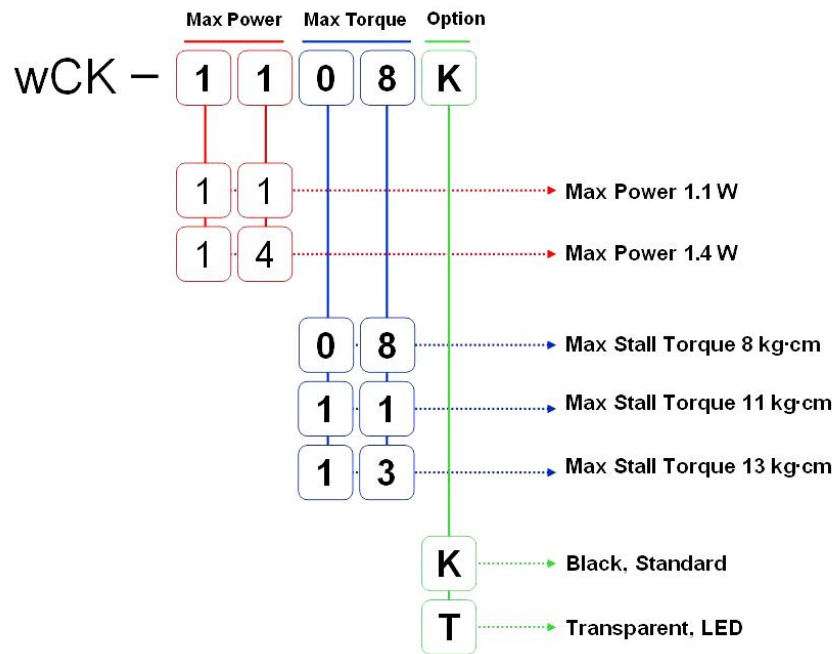 Max Power Max Torque Option
wCK – 1 1 0 8 K
1 1 Max Power 1.1 W
1 4 Max Power 1.4 W
0 8 Max Stall Torque 8 kg·cm
1 1 Max Stall Torque 11 kg·cm
1 3 Max Stall Torque 13 kg·cm
K Black, Standard
T Transparent, LED